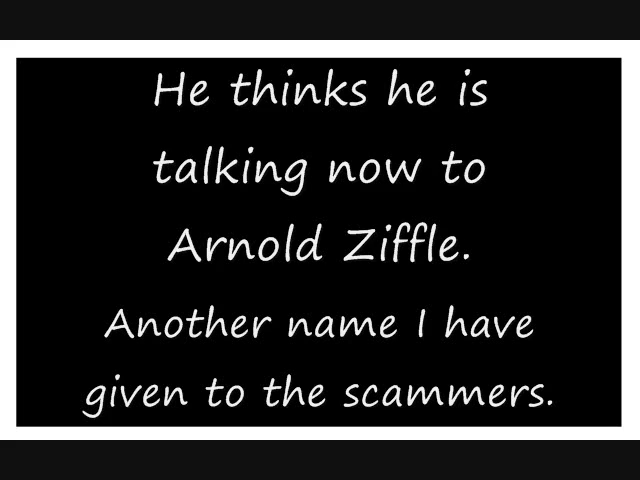 He thinks he is
talking now to
Arnold Ziffle.
Another name I have
given to the scammers.